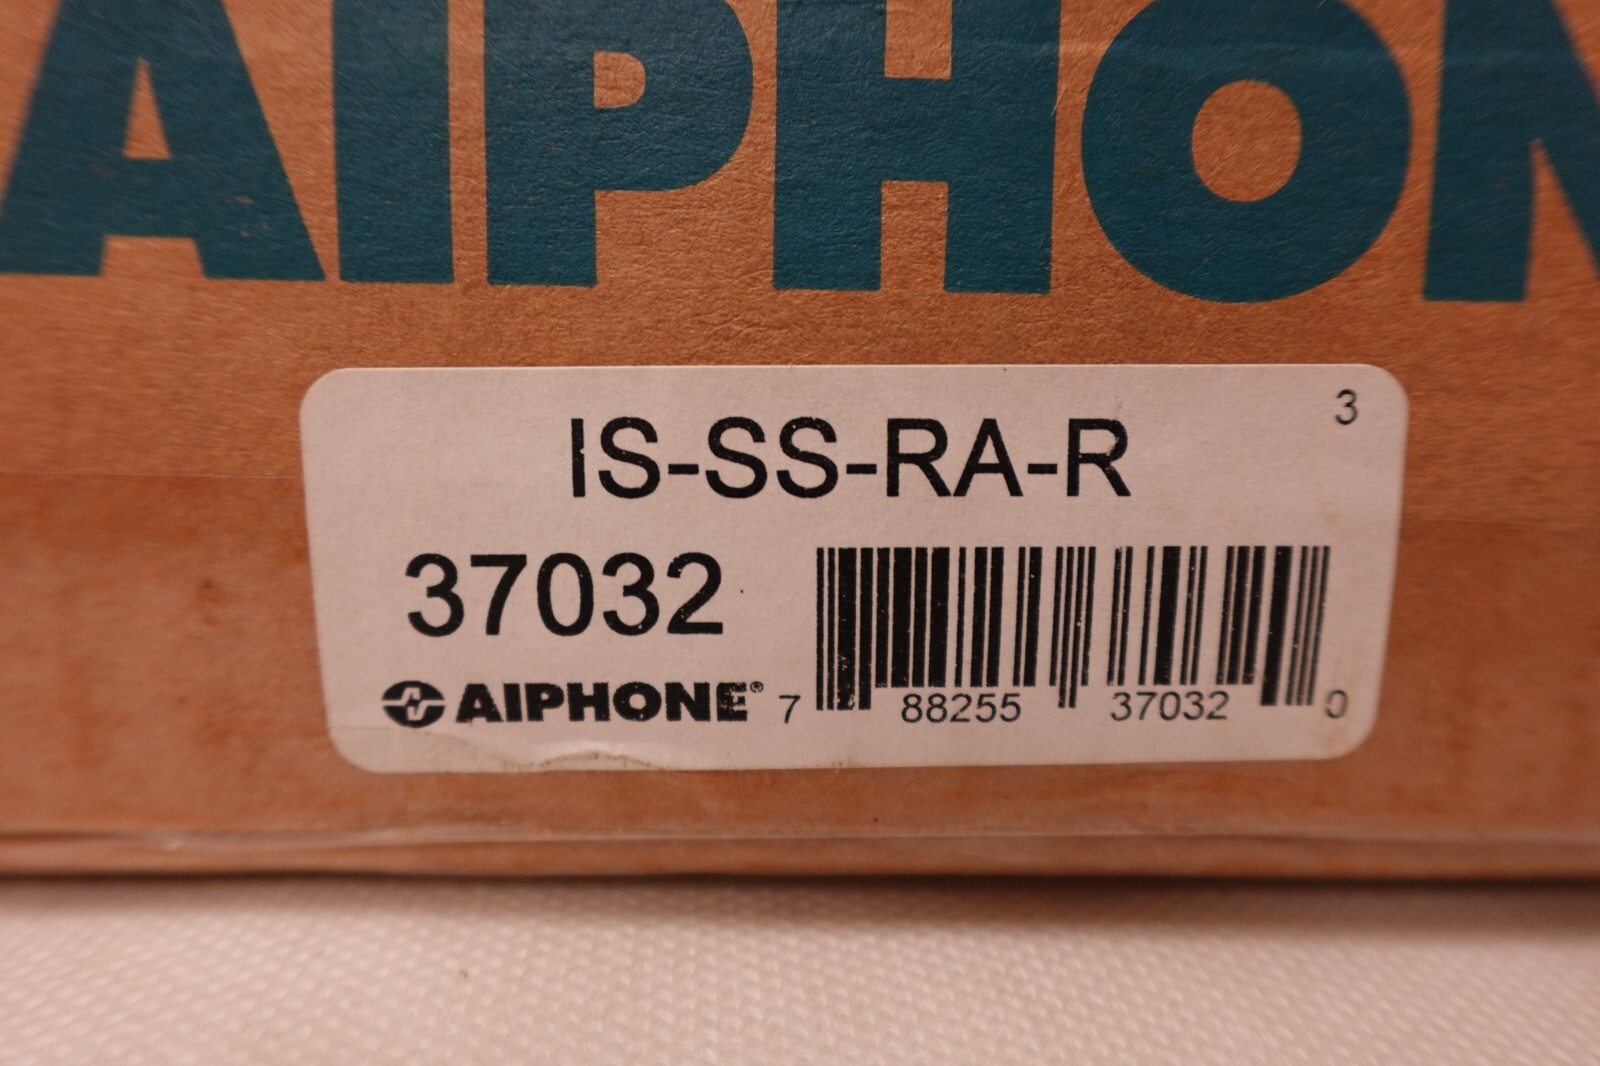 AIPHON
3
IS-SS-RA-R
37032
AIPHONE®
7 88255 37032 0